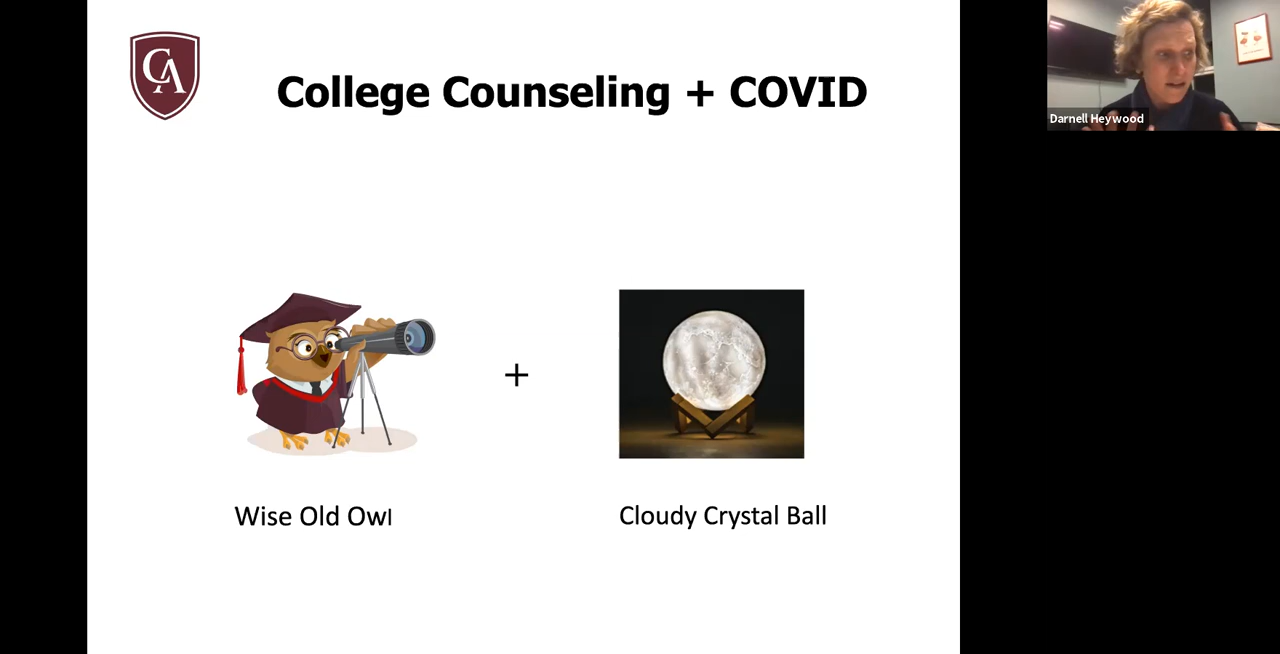 CA
College Counseling + COVID
Darnell Heywood
+
Wise Old Owl
Cloudy Crystal Ball